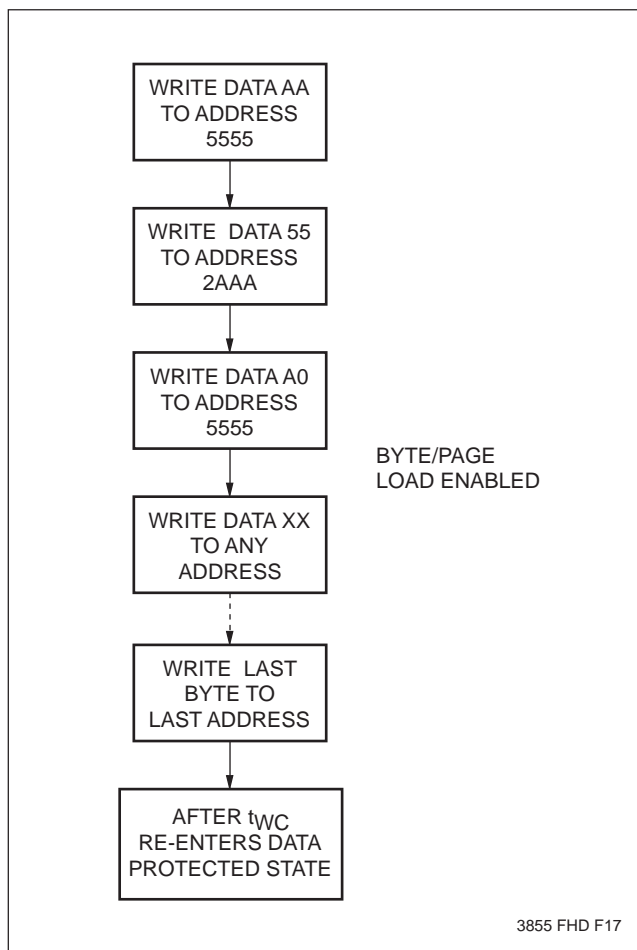 WRITE DATA AA
TO ADDRESS
5555
WRITE DATA 55
TO ADDRESS
2AAA
WRITE DATA A0
TO ADDRESS
5555
BYTE/PAGE
LOAD ENABLED
WRITE DATA XX
TO ANY
ADDRESS
WRITE LAST
BYTE TO
LAST ADDRESS
AFTER tWC
RE-ENTERS DATA
PROTECTED STATE
3855 FHD F17